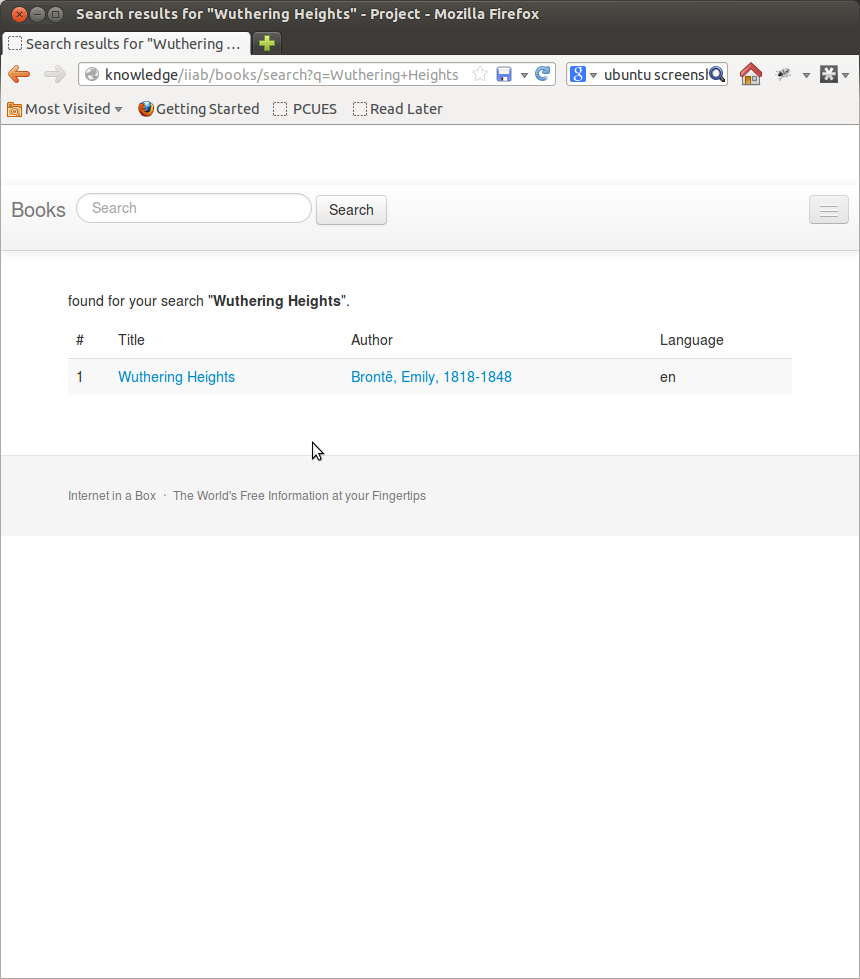 Search results for "Wuthering Heights" - Project - Mozilla Firefox
Search results for "Wuthering ...
knowledge/iiab/books/search?q=Wuthering+Heights
ubuntu screensl
Most Visited Getting Started PCUES Read Later
Books Search Search
found for your search "Wuthering Heights".
# Title Author Language
1 Wuthering Heights Brontë, Emily, 1818-1848 en
Internet in a Box · The World's Free Information at your Fingertips